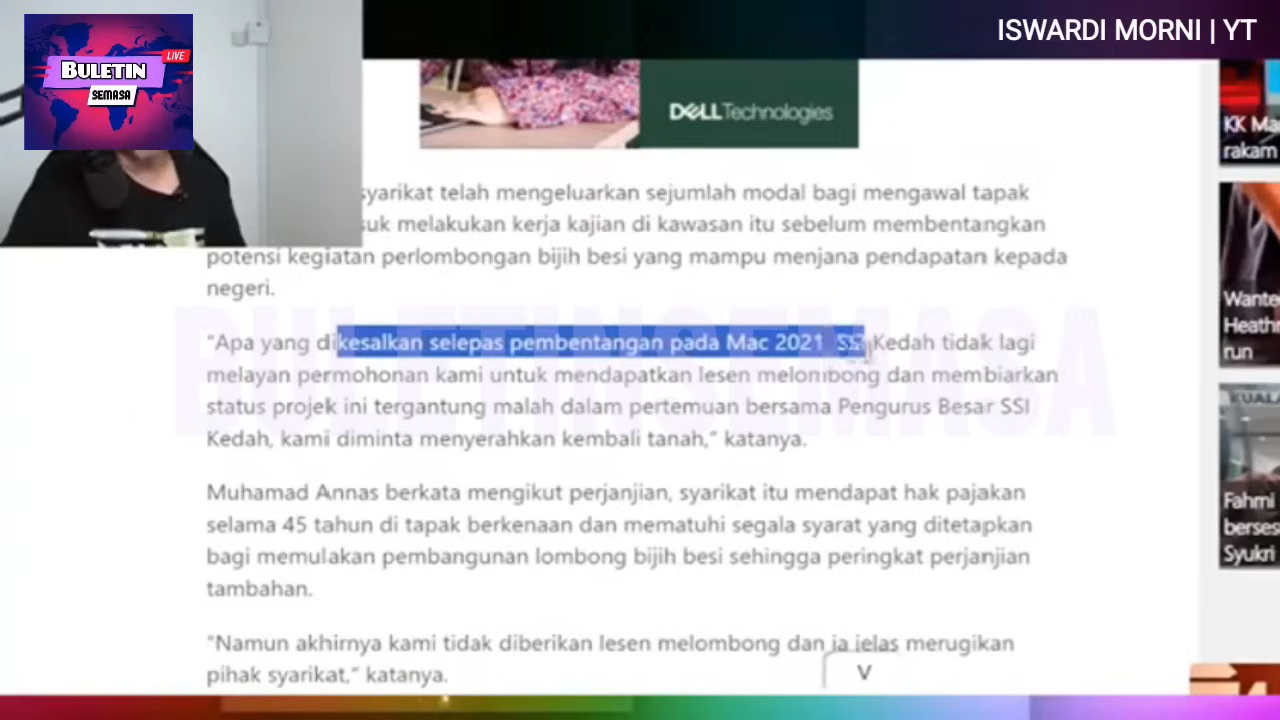 ISWARDI MORNI | YT
LIVE
BULETIN
SEMASA
DELLTechnologies
KK Ma
rakam
syarikat telah mengeluarkan sejumlah modal bagi mengawal tapak
suk melakukan kerja kajian di kawasan itu sebelum membentangkan
potensi kegiatan perlombongan bijih besi yang mampu menjana pendapatan kepada
negeri.
"Apa yang dikesalkan selepas pembentangan pada Mac 2021 SSI Kedah tidak lagi
melayan permohonan kami untuk mendapatkan lesen melombong dan membiarkan
status projek ini tergantung malah dalam pertemuan bersama Pengurus Besar SSI
Kedah, kami diminta menyerahkan kembali tanah," katanya.
BULETINSEMASA
Muhamad Annas berkata mengikut perjanjian, syarikat itu mendapat hak pajakan
selama 45 tahun di tapak berkenaan dan mematuhi segala syarat yang ditetapkan
bagi memulakan pembangunan lombong bijih besi sehingga peringkat perjanjian
tambahan.
"Namun akhirnya kami tidak diberikan lesen melombong dan ia jelas merugikan
pihak syarikat," katanya.
V
Wante
Heathr
run
KUALA
Fahmi
berses
Syukri